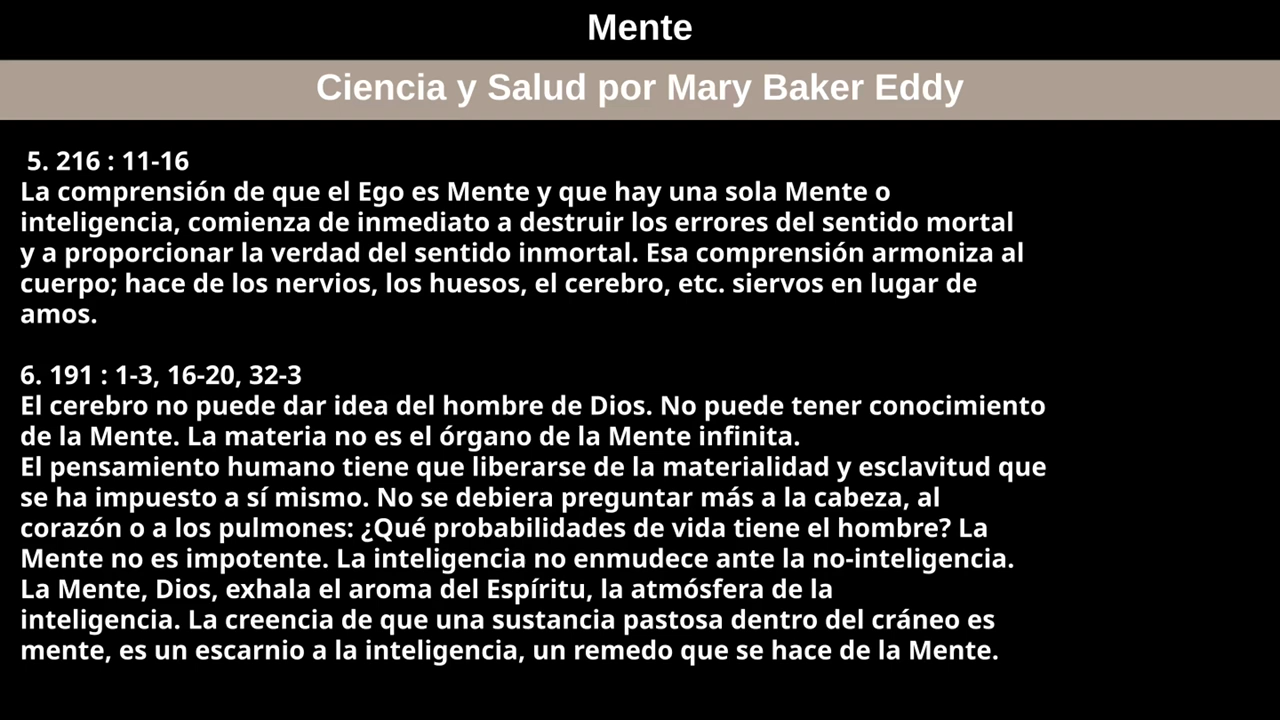 Mente
Ciencia y Salud por Mary Baker Eddy
5. 216 : 11-16
La comprensión de que el Ego es Mente y que hay una sola Mente o
inteligencia, comienza de inmediato a destruir los errores del sentido mortal
y a proporcionar la verdad del sentido inmortal. Esa comprensión armoniza al
cuerpo; hace de los nervios, los huesos, el cerebro, etc. siervos en lugar de
amos.
6. 191 : 1-3, 16-20, 32-3
El cerebro no puede dar idea del hombre de Dios. No puede tener conocimiento
de la Mente. La materia no es el órgano de la Mente infinita.
El pensamiento humano tiene que liberarse de la materialidad y esclavitud que
se ha impuesto a sí mismo. No se debiera preguntar más a la cabeza, al
corazón o a los pulmones: ¿Qué probabilidades de vida tiene el hombre? La
Mente no es impotente. La inteligencia no enmudece ante la no-inteligencia.
La Mente, Dios, exhala el aroma del Espíritu, la atmósfera de la
inteligencia. La creencia de que una sustancia pastosa dentro del cráneo es
mente, es un escarnio a la inteligencia, un remedo que se hace de la Mente.